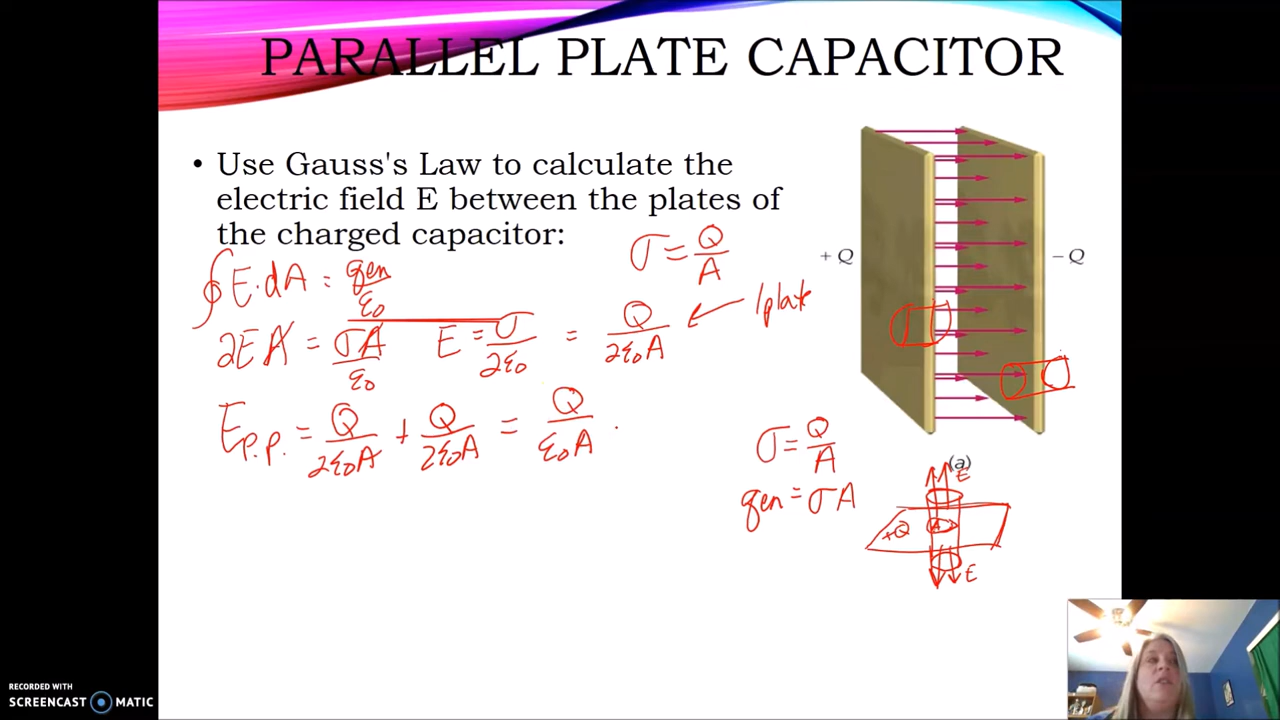 PARALLEL PLATE CAPACITOR
• Use Gauss's Law to calculate the
electric field E between the plates of
the charged capacitor:
σ = Q/A
∮ E · dA = qen/ε0
2EA = σA/ε0
E = σ/2ε0 = Q/2ε0A ← 1 plate
Ep.p. = Q/2ε0A + Q/2ε0A = Q/ε0A .
+ Q
– Q
(a)
σ = Q/A
qen = σA
E
+Q
A
E
RECORDED WITH
SCREENCAST MATIC